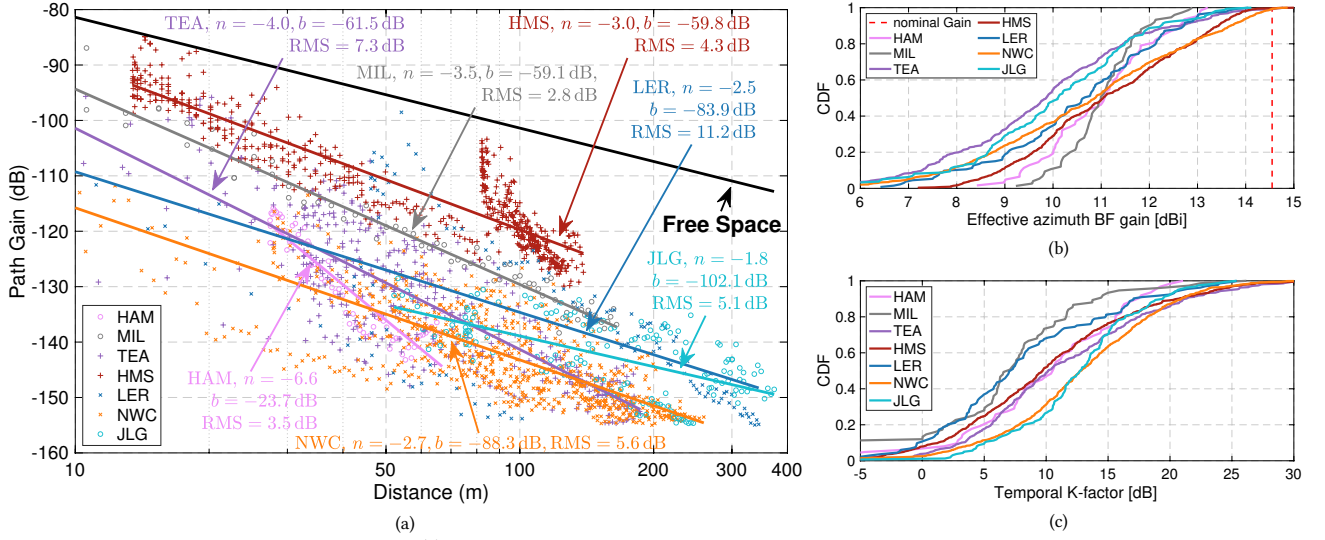 -80
-90
-100
-110
-120
-130
-140
-150
-160
Path Gain (dB)
10
50
100
200
300
400
Distance (m)
TEA, n = −4.0, b = −61.5 dB
RMS = 7.3 dB
HMS, n = −3.0, b = −59.8 dB
RMS = 4.3 dB
MIL, n = −3.5, b = −59.1 dB,
RMS = 2.8 dB
LER, n = −2.5
b = −83.9 dB
RMS = 11.2 dB
Free Space
JLG, n = −1.8
b = −102.1 dB
RMS = 5.1 dB
HAM, n = −6.6
b = −23.7 dB
RMS = 3.5 dB
NWC, n = −2.7, b = −88.3 dB, RMS = 5.6 dB
HAM
MIL
TEA
HMS
LER
NWC
JLG
(a)
1
0.8
0.6
0.4
0.2
0
CDF
nominal Gain
HAM
MIL
TEA
HMS
LER
NWC
JLG
6 7 8 9 10 11 12 13 14 15
Effective azimuth BF gain [dBi]
(b)
1
0.8
0.6
0.4
0.2
0
CDF
HAM
MIL
TEA
HMS
LER
NWC
JLG
-5 0 5 10 15 20 25 30
Temporal K-factor [dB]
(c)